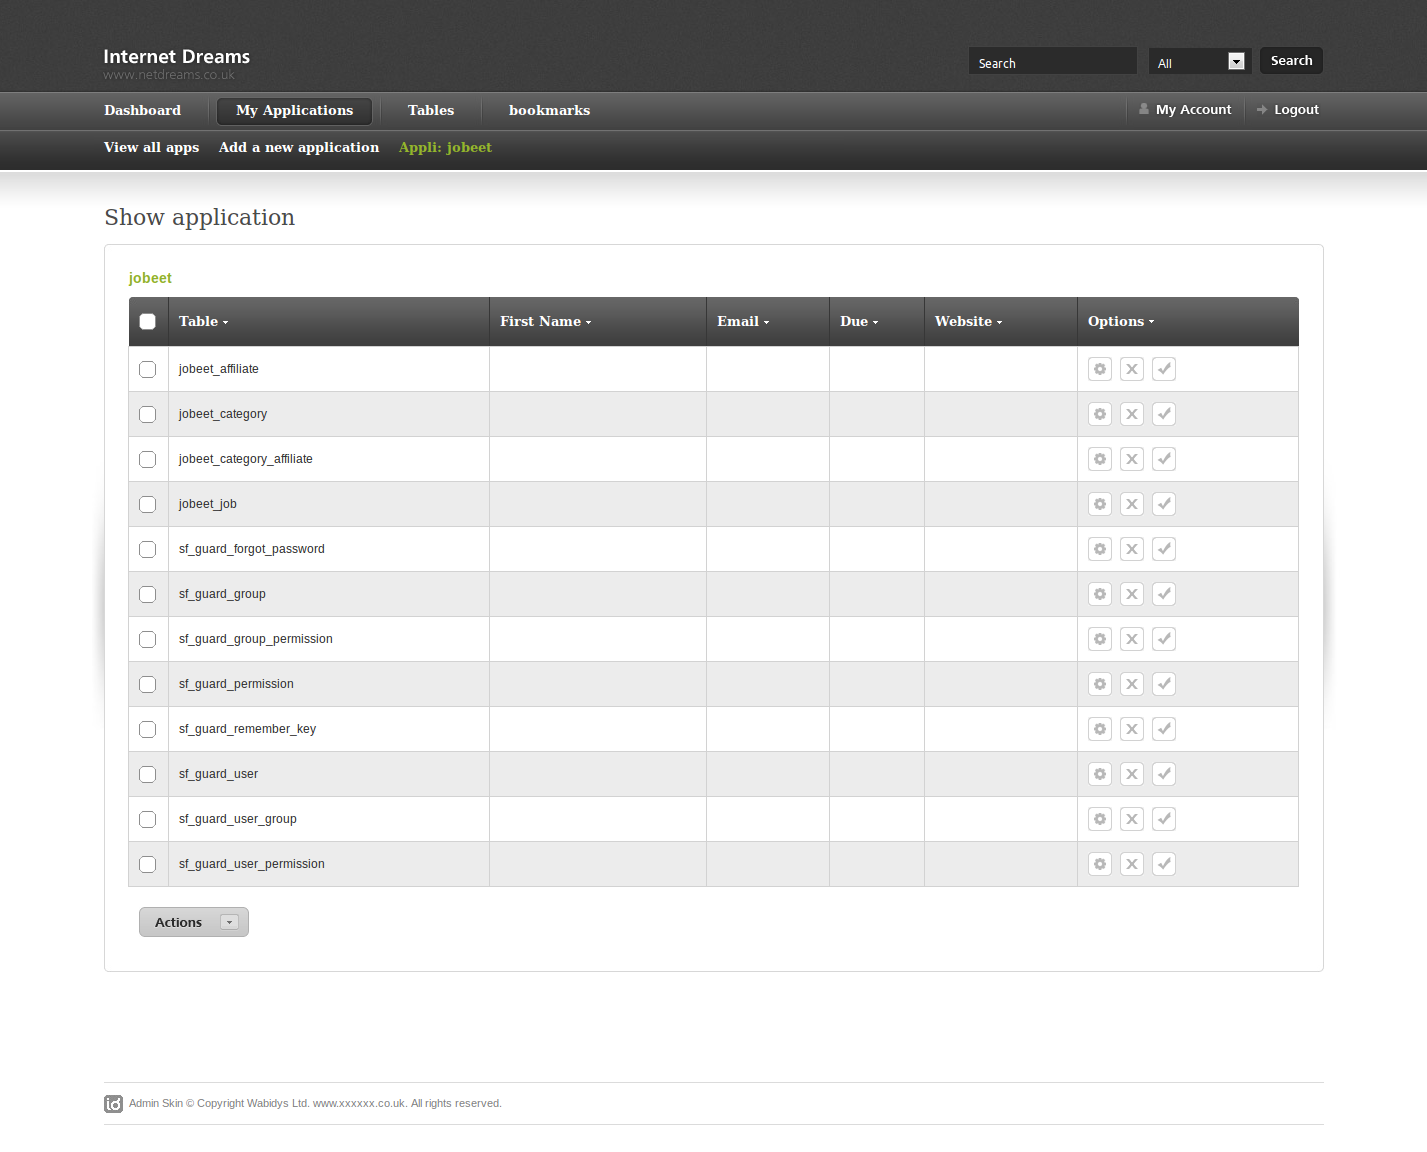 Internet Dreams
www.netdreams.co.uk
Search All Search
Dashboard My Applications Tables bookmarks My Account Logout
View all apps Add a new application Appli: jobeet
Show application
jobeet
Table First Name Email Due Website Options
jobeet_affiliate
jobeet_category
jobeet_category_affiliate
jobeet_job
sf_guard_forgot_password
sf_guard_group
sf_guard_group_permission
sf_guard_permission
sf_guard_remember_key
sf_guard_user
sf_guard_user_group
sf_guard_user_permission
Actions
id Admin Skin © Copyright Wabidys Ltd. www.xxxxxx.co.uk. All rights reserved.